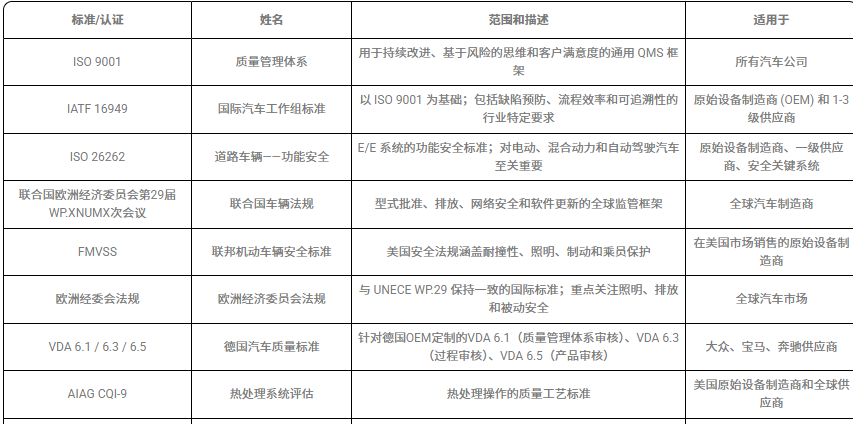 标准/认证 姓名 范围和描述 适用于
ISO 9001 质量管理体系 用于持续改进、基于风险的思维和客户满意度的通用 QMS 框
架 所有汽车公司
IATF 16949 国际汽车工作组标准 以 ISO 9001 为基础；包括缺陷预防、流程效率和可追溯性的
行业特定要求 原始设备制造商 (OEM) 和 1-3
级供应商
ISO 26262 道路车辆——功能安全 E/E 系统的功能安全标准；对电动、混合动力和自动驾驶汽车
至关重要 原始设备制造商、一级供应
商、安全关键系统
联合国欧洲经济委员会第29届
WP.XNUMX次会议 联合国车辆法规 型式批准、排放、网络安全和软件更新的全球监管框架 全球汽车制造商
FMVSS 联邦机动车辆安全标准 美国安全法规涵盖耐撞性、照明、制动和乘员保护 在美国市场销售的原始设备制
造商
欧洲经委会法规 欧洲经济委员会法规 与 UNECE WP.29 保持一致的国际标准；重点关注照明、排放
和被动安全 全球汽车市场
VDA 6.1 / 6.3 / 6.5 德国汽车质量标准 针对德国OEM定制的VDA 6.1（质量管理体系审核）、VDA 6.3
（过程审核）、VDA 6.5（产品审核） 大众、宝马、奔驰供应商
AIAG CQI-9 热处理系统评估 热处理操作的质量工艺标准 美国原始设备制造商和全球供
应商